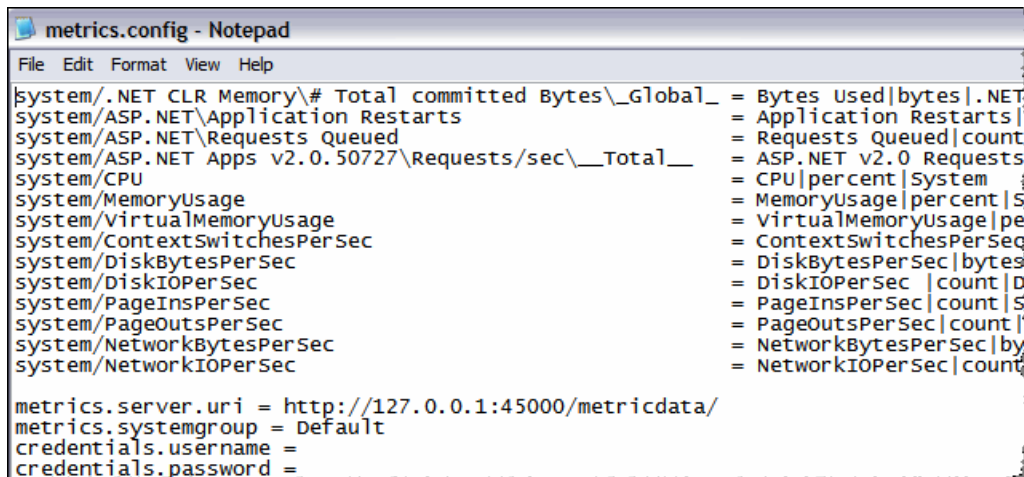 metrics.config - Notepad
File Edit Format View Help
system/.NET CLR Memory\# Total committed Bytes\_Global_ = Bytes Used|bytes|.NET
system/ASP.NET\Application Restarts = Application Restarts|
system/ASP.NET\Requests Queued = Requests Queued|count
system/ASP.NET Apps v2.0.50727\Requests/sec\__Total__ = ASP.NET v2.0 Requests
system/CPU = CPU|percent|System
system/MemoryUsage = MemoryUsage|percent|S
system/VirtualMemoryUsage = VirtualMemoryUsage|pe
system/ContextSwitchesPerSec = ContextSwitchesPerSec
system/DiskBytesPerSec = DiskBytesPerSec|bytes
system/DiskIOPerSec = DiskIOPerSec |count|D
system/PageInsPerSec = PageInsPerSec|count|S
system/PageOutsPerSec = PageOutsPerSec|count|
system/NetworkBytesPerSec = NetworkBytesPerSec|by
system/NetworkIOPerSec = NetworkIOPerSec|count
metrics.server.uri = http://127.0.0.1:45000/metricdata/
metrics.systemgroup = Default
credentials.username =
credentials.password =